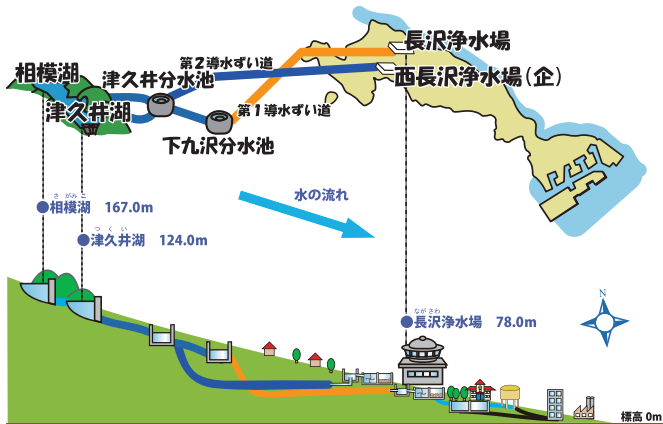 長沢浄水場
第2導水ずい道
相模湖
津久井分水池
西長沢浄水場(企)
津久井湖
第1導水ずい道
下九沢分水池
さ がみ こ
相模湖 167.0m
水の流れ
つ く い
津久井湖 124.0m
N
なが さわ
長沢浄水場 78.0m
標高 0m